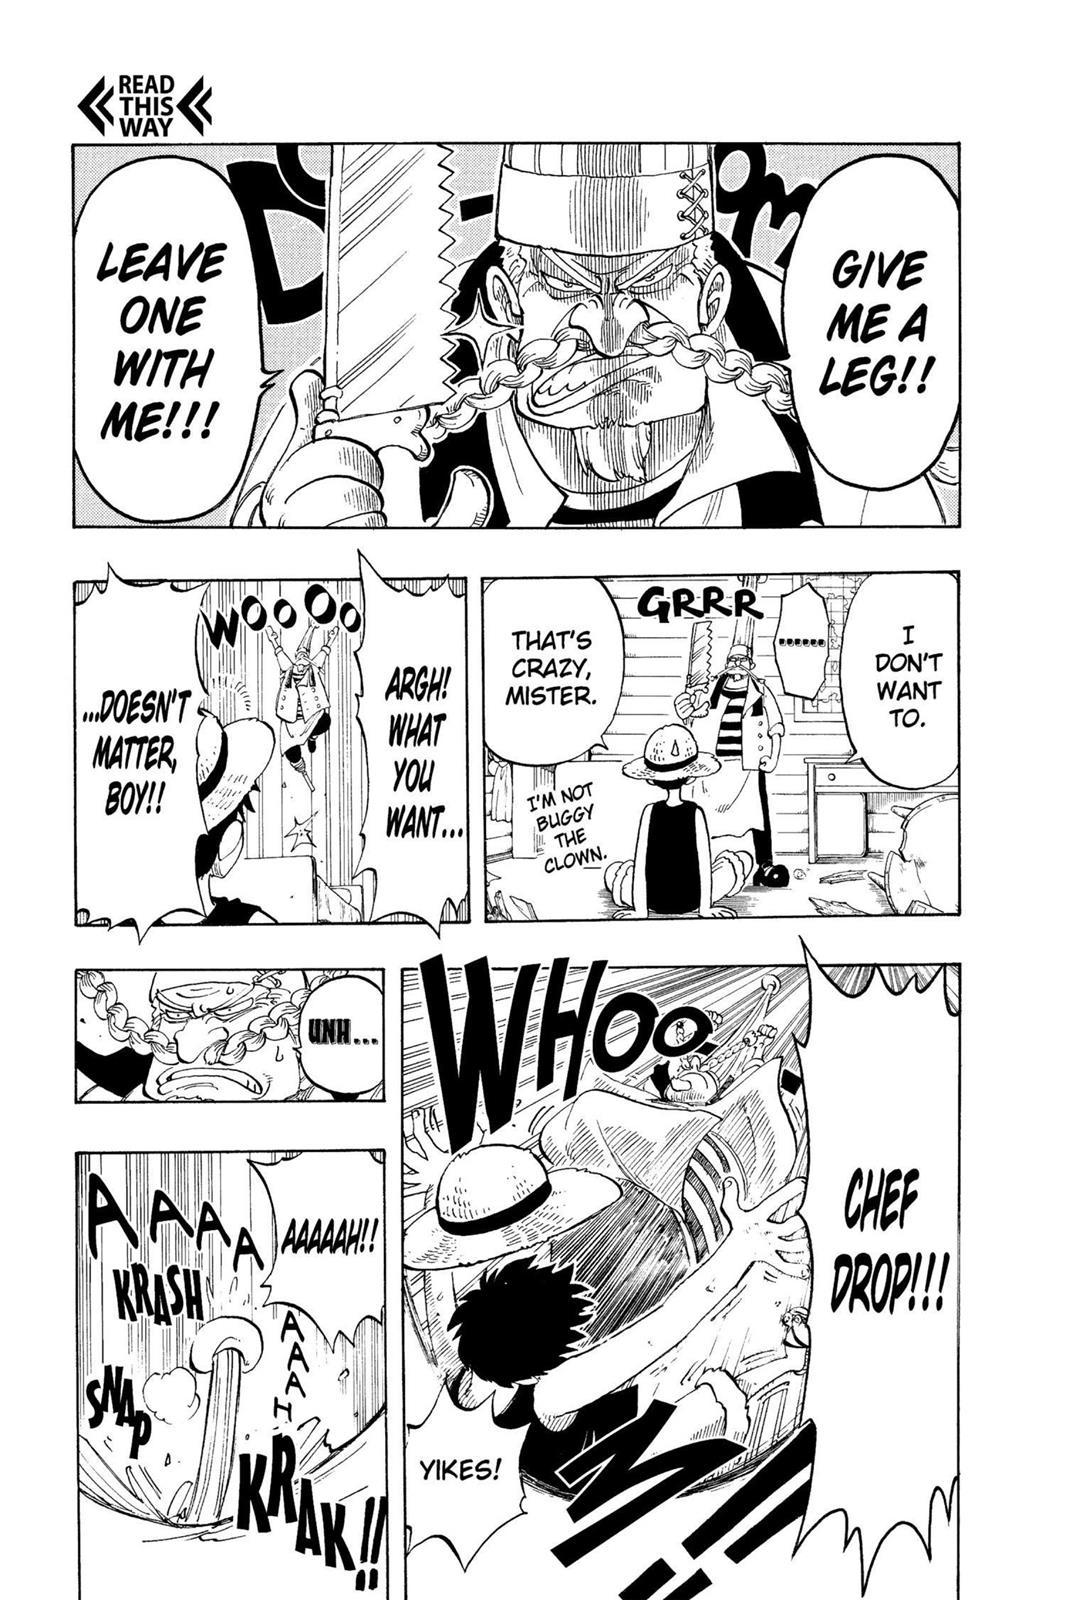 READ
THIS
WAY
GIVE
ME A
LEG!!
LEAVE
ONE
WITH
ME!!!
I
DON'T
WANT
TO.
.......
GRRR
THAT'S
CRAZY,
MISTER.
I'M NOT
BUGGY
THE
CLOWN.
ARGH!
WHAT
YOU
WANT...
WOOOO
...DOESN'T
MATTER,
BOY!!
CHEF
DROP!!!
WHOO
YIKES!
UNH...
AAAAAH!!
AAAA
KRASH
AAAH
SNAP
KRAK!!